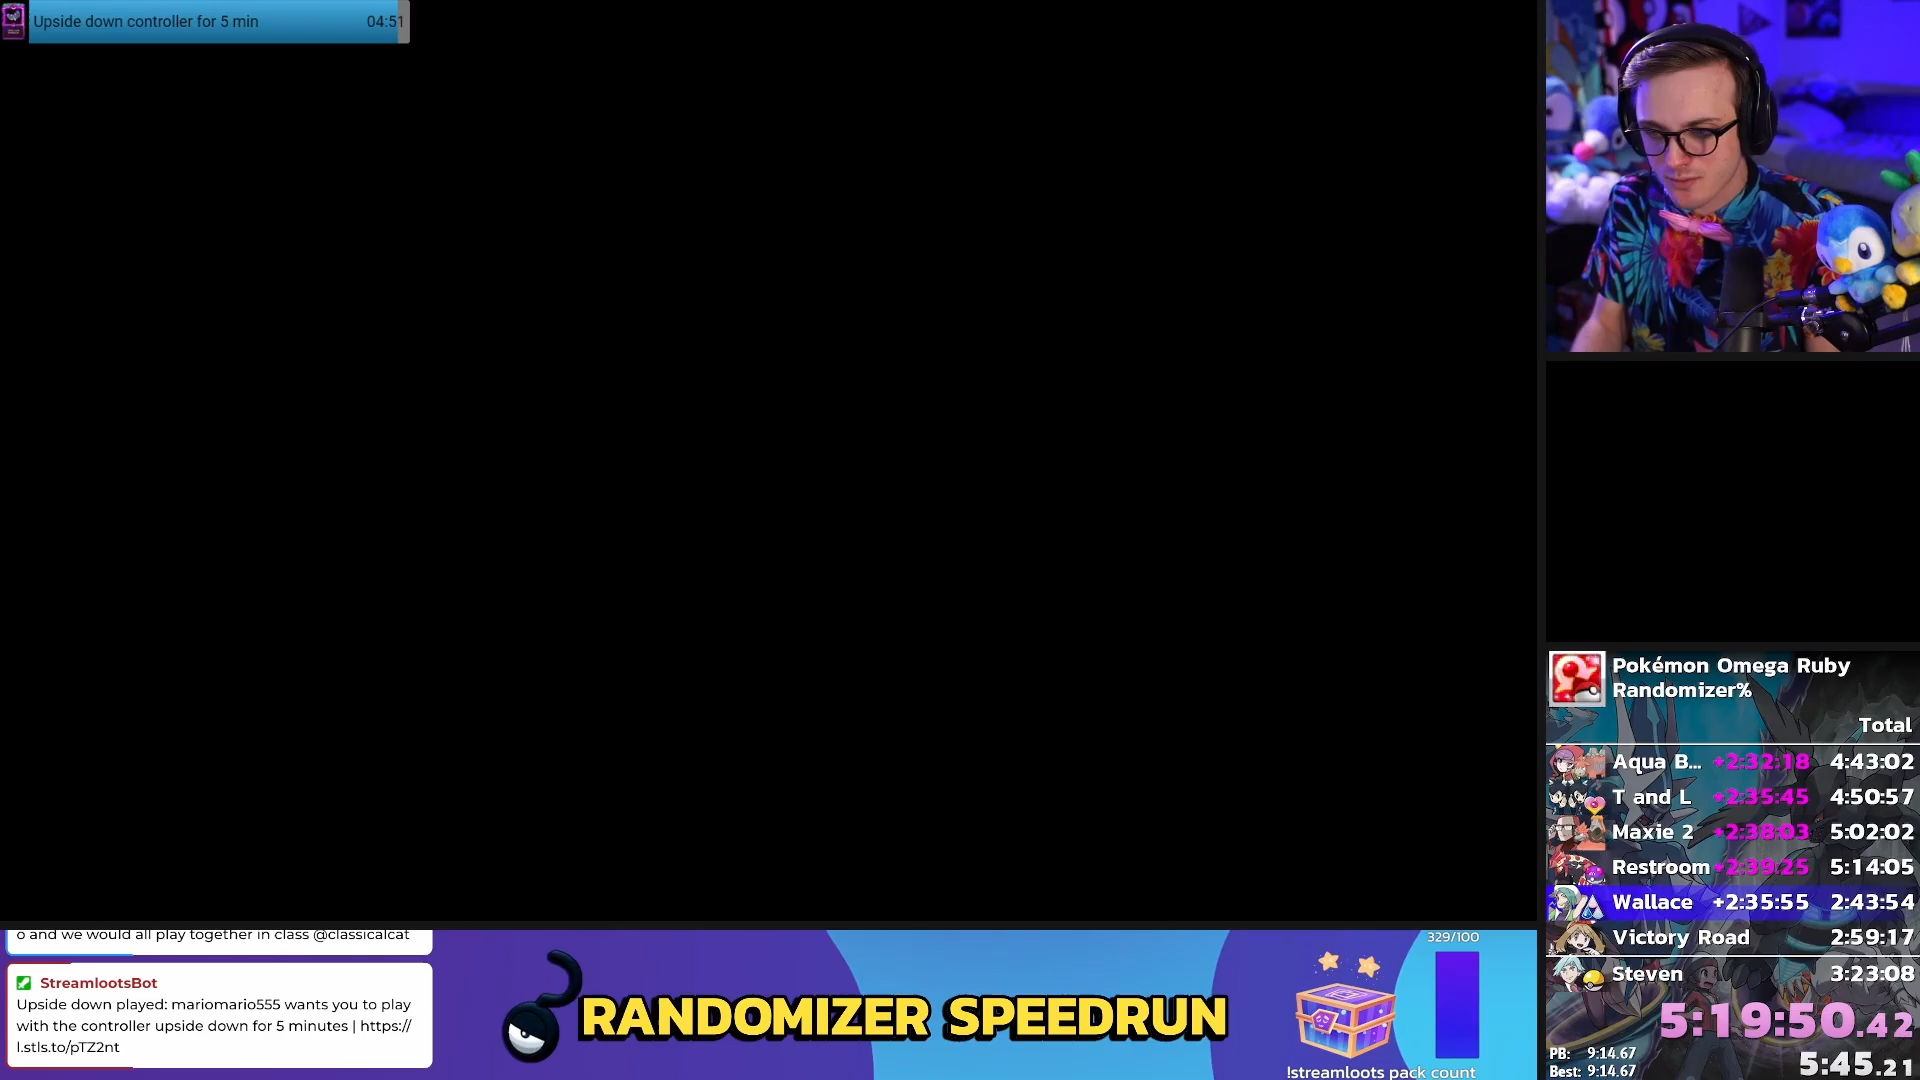 Upside down controller for 5 min 04:51
o and we would all play together in class @classicalcat
StreamlootsBot
Upside down played: mariomario555 wants you to play
with the controller upside down for 5 minutes | https://
l.stls.to/pTZ2nt
RANDOMIZER SPEEDRUN
329/100
!streamloots pack count
Pokémon Omega Ruby
Randomizer%
Total
Aqua B... +2:32:18 4:43:02
T and L +2:35:45 4:50:57
Maxie 2 +2:38:03 5:02:02
Restroom +2:39:25 5:14:05
Wallace +2:35:55 2:43:54
Victory Road 2:59:17
Steven 3:23:08
5:19:50.42
PB: 9:14.67
Best: 9:14.67
5:45.21